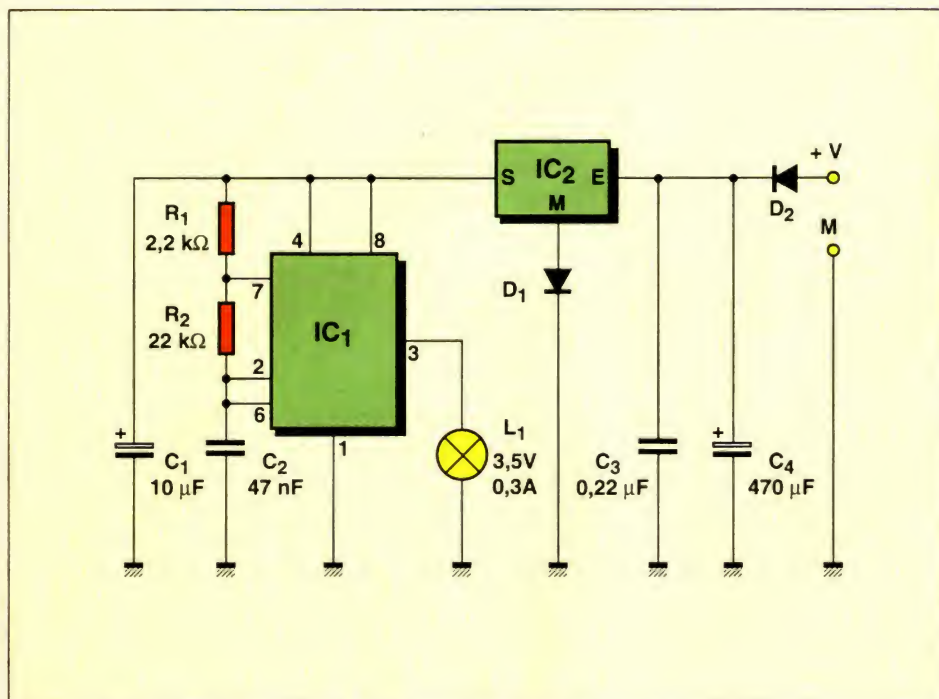 S
IC2
E
M
+ V
D2
M
R1
2,2 kΩ
4
8
7
D1
R2
22 kΩ
IC1
3
2
6
1
+
C1
10 µF
C2
47 nF
L1
3,5V
0,3A
C3
0,22 µF
+
C4
470 µF